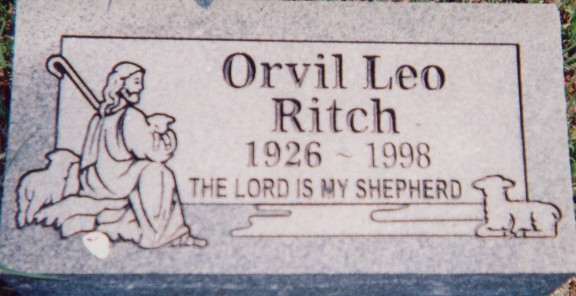 Orvil Leo
Ritch
1926 ~ 1998
THE LORD IS MY SHEPHERD